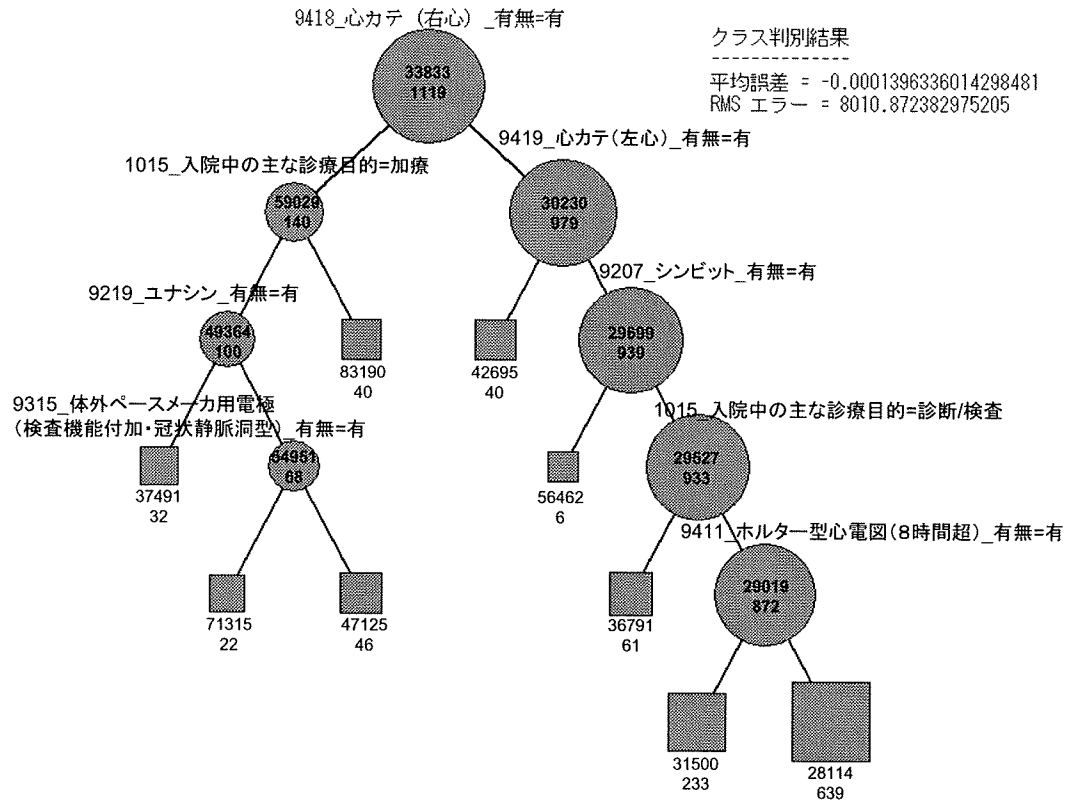 9418_心カテ (右心) _有無=有
クラス判別結果
--------------
平均誤差 = -0.0001396336014298481
RMS エラー = 8010.872382975205
33833
1119
9419_心カテ(左心)_有無=有
1015_入院中の主な診療目的=加療
59029
140
30230
979
9207_シンビット_有無=有
9219_ユナシン_有無=有
49364
100
83190
40
42695
40
29699
939
9315_体外ペースメーカ用電極
(検査機能付加・冠状静脈洞型)_有無=有
1015_入院中の主な診療目的=診断/検査
37491
32
54951
68
56462
6
29527
933
9411_ホルター型心電図(8時間超)_有無=有
71315
22
47125
46
36791
61
29019
872
31500
233
28114
639